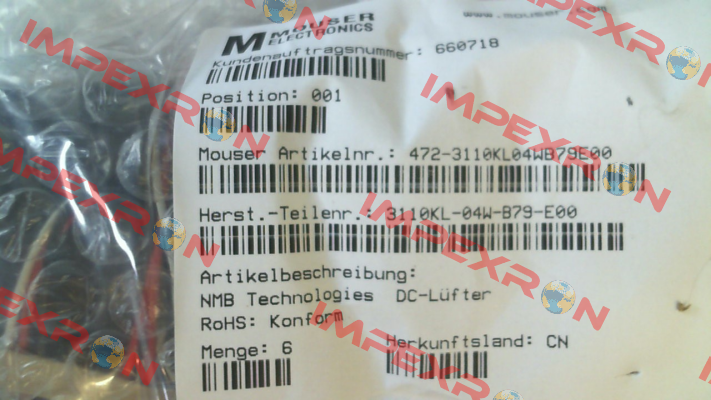 MOUSER
ELECTRONICS
Kundenauftragsnummer: 660718
Position: 001
Mouser Artikelnr.: 472-3110KL04WB79E00
Herst.-Teilenr.: 3110KL-04W-B79-E00
Artikelbeschreibung:
NMB Technologies DC-Lüfter
RoHS: Konform
Menge: 6 Herkunftsland: CN
IMPEXRON
IMPEXRON
IMPEXRON
IMPEXRON
IMPEXRON
IMPEXRON